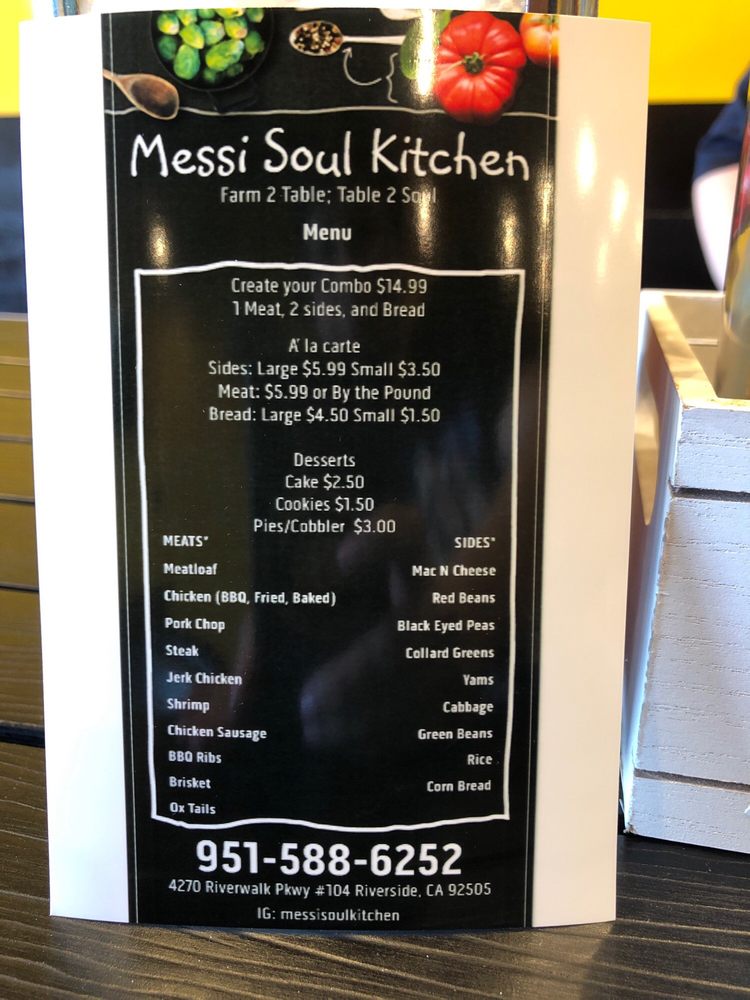 Messi Soul Kitchen
Farm 2 Table; Table 2 Soul
Menu
Create your Combo $14.99
1 Meat, 2 sides, and Bread
A' la carte
Sides: Large $5.99 Small $3.50
Meat: $5.99 or By the Pound
Bread: Large $4.50 Small $1.50
Desserts
Cake $2.50
Cookies $1.50
Pies/Cobbler $3.00
MEATS*
Meatloaf
Chicken (BBQ, Fried, Baked)
Pork Chop
Steak
Jerk Chicken
Shrimp
Chicken Sausage
BBQ Ribs
Brisket
Ox Tails
SIDES*
Mac N Cheese
Red Beans
Black Eyed Peas
Collard Greens
Yams
Cabbage
Green Beans
Rice
Corn Bread
951-588-6252
4270 Riverwalk Pkwy #104 Riverside, CA 92505
IG: messisoulkitchen